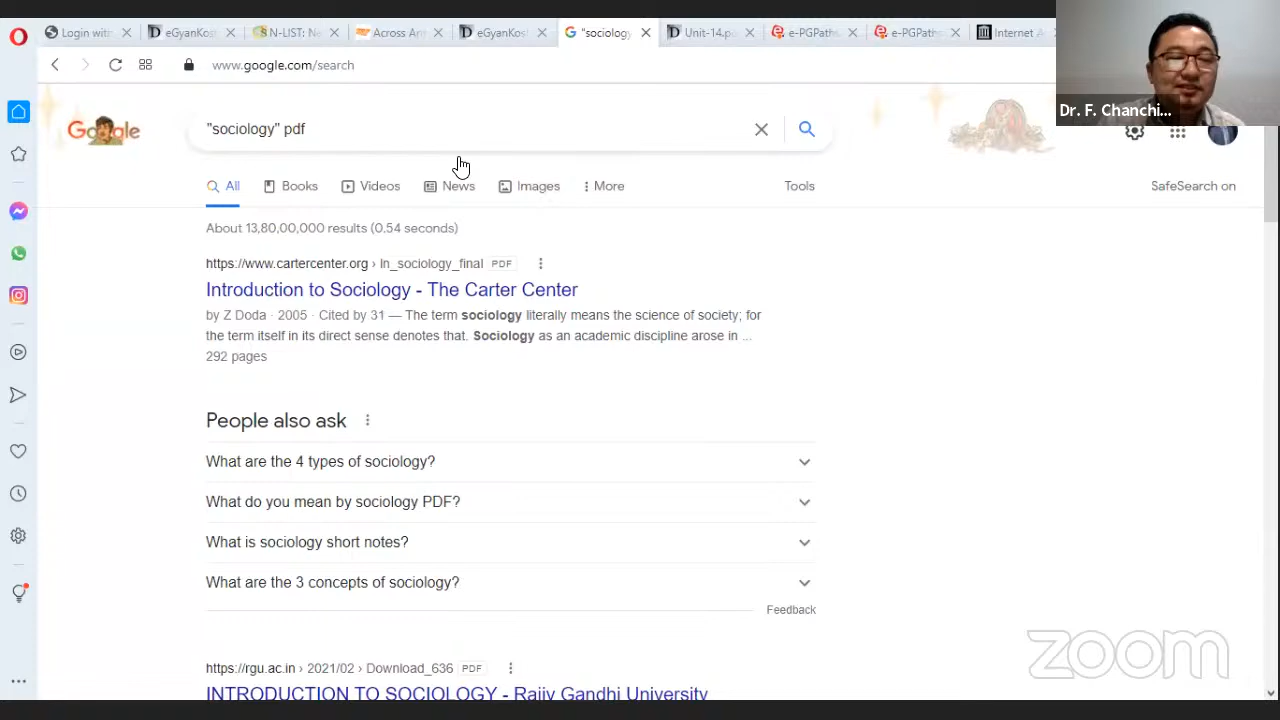 Login with
eGyanKos
N-LIST: Ne
Across Arr
eGyanKos
"sociology
Unit-14.p
e-PGPath
e-PGPath
Internet A
www.google.com/search
Dr. F. Chanchi...
Google
"sociology" pdf
All
Books
Videos
News
Images
More
Tools
SafeSearch on
About 13,80,00,000 results (0.54 seconds)
https://www.cartercenter.org › In_sociology_final PDF
Introduction to Sociology - The Carter Center
by Z Doda · 2005 · Cited by 31 — The term sociology literally means the science of society; for
the term itself in its direct sense denotes that. Sociology as an academic discipline arose in ...
292 pages
People also ask
What are the 4 types of sociology?
What do you mean by sociology PDF?
What is sociology short notes?
What are the 3 concepts of sociology?
Feedback
https://rgu.ac.in › 2021/02 › Download_636 PDF
INTRODUCTION TO SOCIOLOGY - Rajiv Gandhi University
zoom